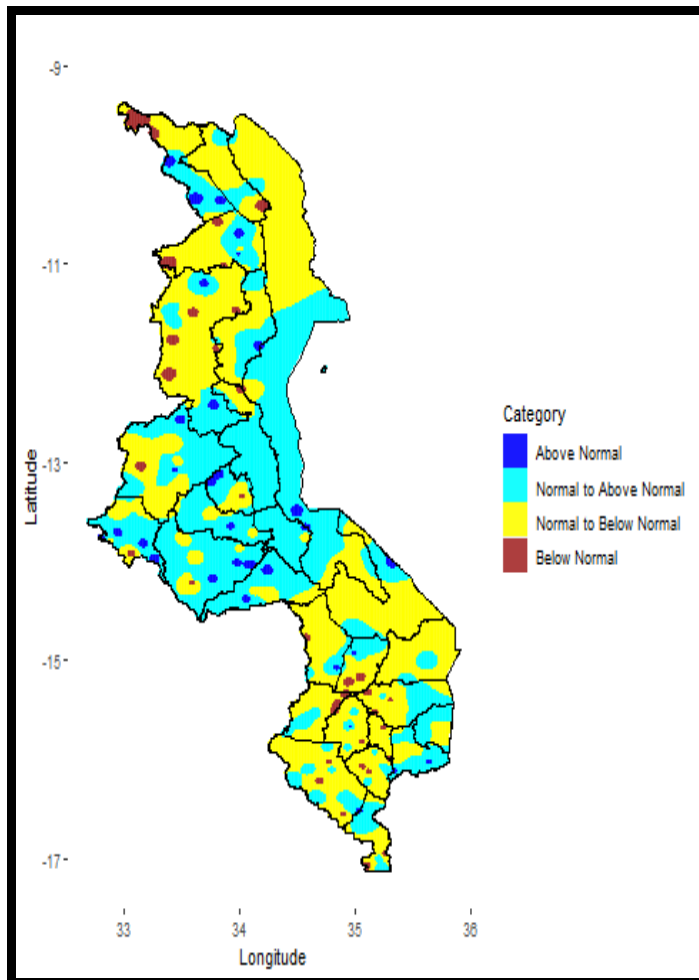 -9
-11
-13
-15
-17
Latitude
33
34
35
36
Longitude
Category
Above Normal
Normal to Above Normal
Normal to Below Normal
Below Normal